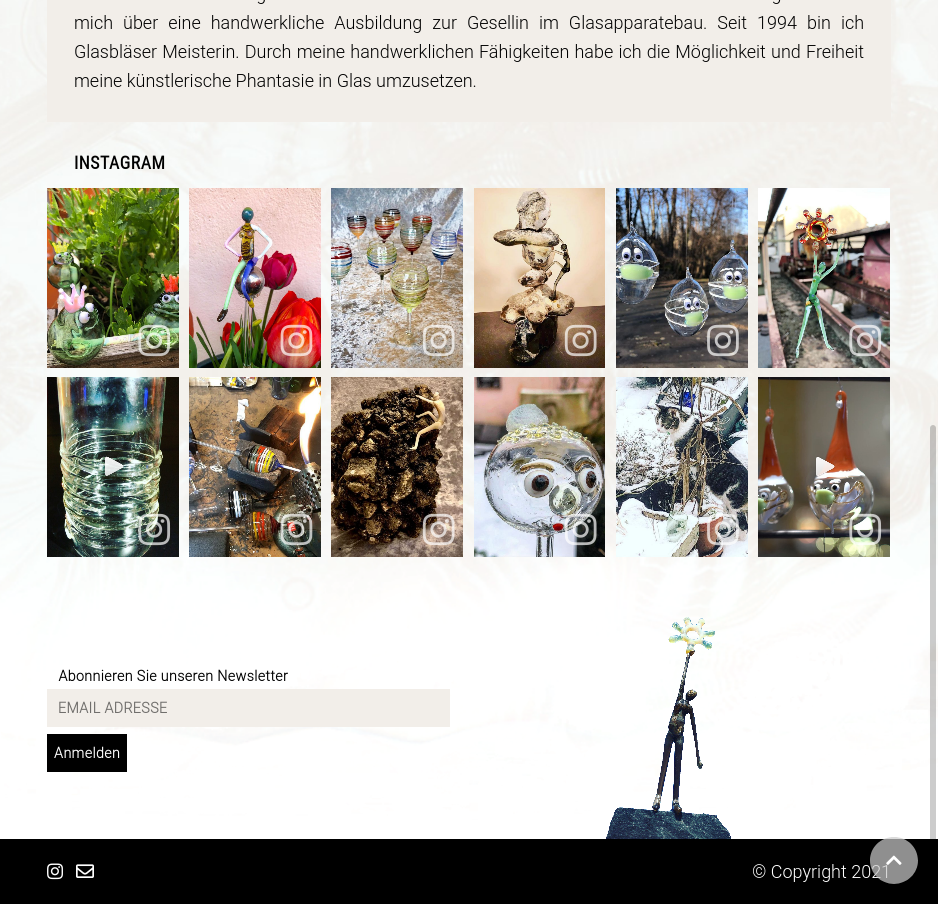 mich über eine handwerkliche Ausbildung zur Gesellin im Glasapparatebau. Seit 1994 bin ich
Glasbläser Meisterin. Durch meine handwerklichen Fähigkeiten habe ich die Möglichkeit und Freiheit
meine künstlerische Phantasie in Glas umzusetzen.
INSTAGRAM
Abonnieren Sie unseren Newsletter
EMAIL ADRESSE
Anmelden
© Copyright 2021